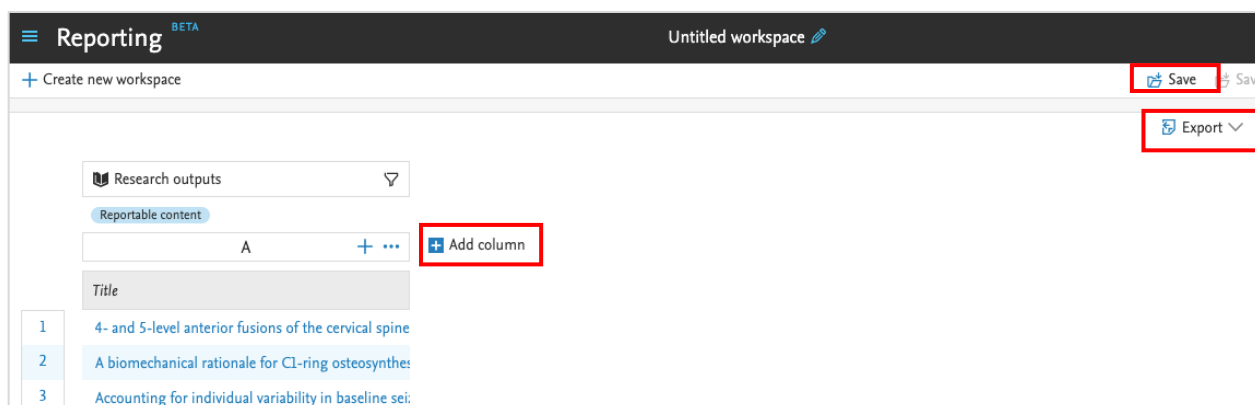 Reporting BETA
Untitled workspace
Create new workspace
Save
Sav
Export
Research outputs
Reportable content
A
Add column
Title
1 4- and 5-level anterior fusions of the cervical spine
2 A biomechanical rationale for C1-ring osteosynthes
3 Accounting for individual variability in baseline sei